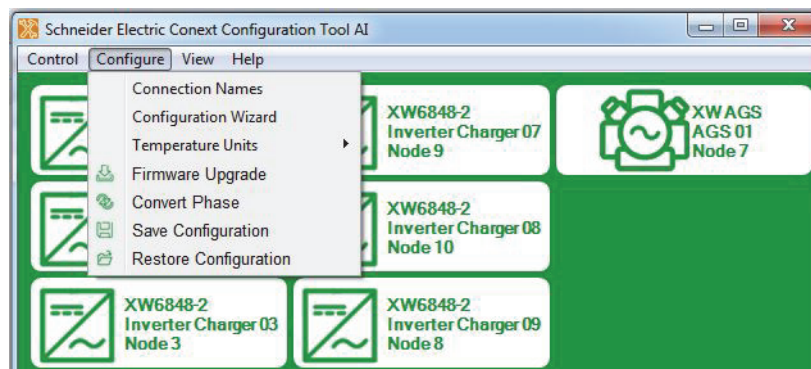 Schneider Electric Conext Configuration Tool AI
Control Configure View Help
Connection Names
Configuration Wizard
Temperature Units
Firmware Upgrade
Convert Phase
Save Configuration
Restore Configuration
XW6848-2
Inverter Charger 07
Node 9
XW AGS
AGS 01
Node 7
XW6848-2
Inverter Charger 08
Node 10
XW6848-2
Inverter Charger 03
Node 3
XW6848-2
Inverter Charger 09
Node 8